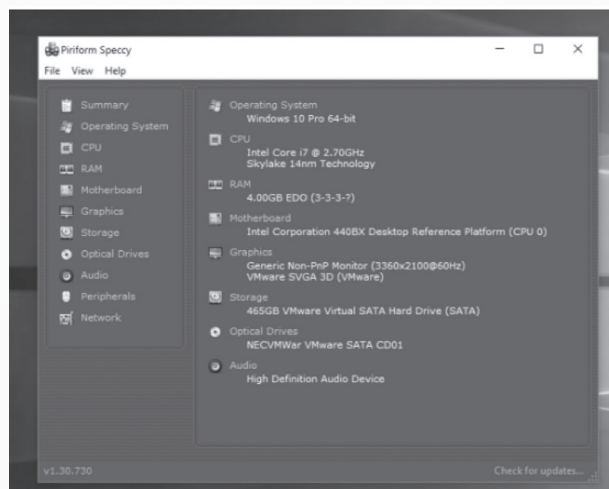 Piriform Speccy
File View Help
Summary
Operating System
CPU
RAM
Motherboard
Graphics
Storage
Optical Drives
Audio
Peripherals
Network
Operating System
Windows 10 Pro 64-bit
CPU
Intel Core i7 @ 2.70GHz
Skylake 14nm Technology
RAM
4.00GB EDO (3-3-3-?)
Motherboard
Intel Corporation 440BX Desktop Reference Platform (CPU 0)
Graphics
Generic Non-PnP Monitor (3360x2100@60Hz)
VMware SVGA 3D (VMware)
Storage
465GB VMware Virtual SATA Hard Drive (SATA)
Optical Drives
NECVMWar VMware SATA CD01
Audio
High Definition Audio Device
v1.30.730
Check for updates...